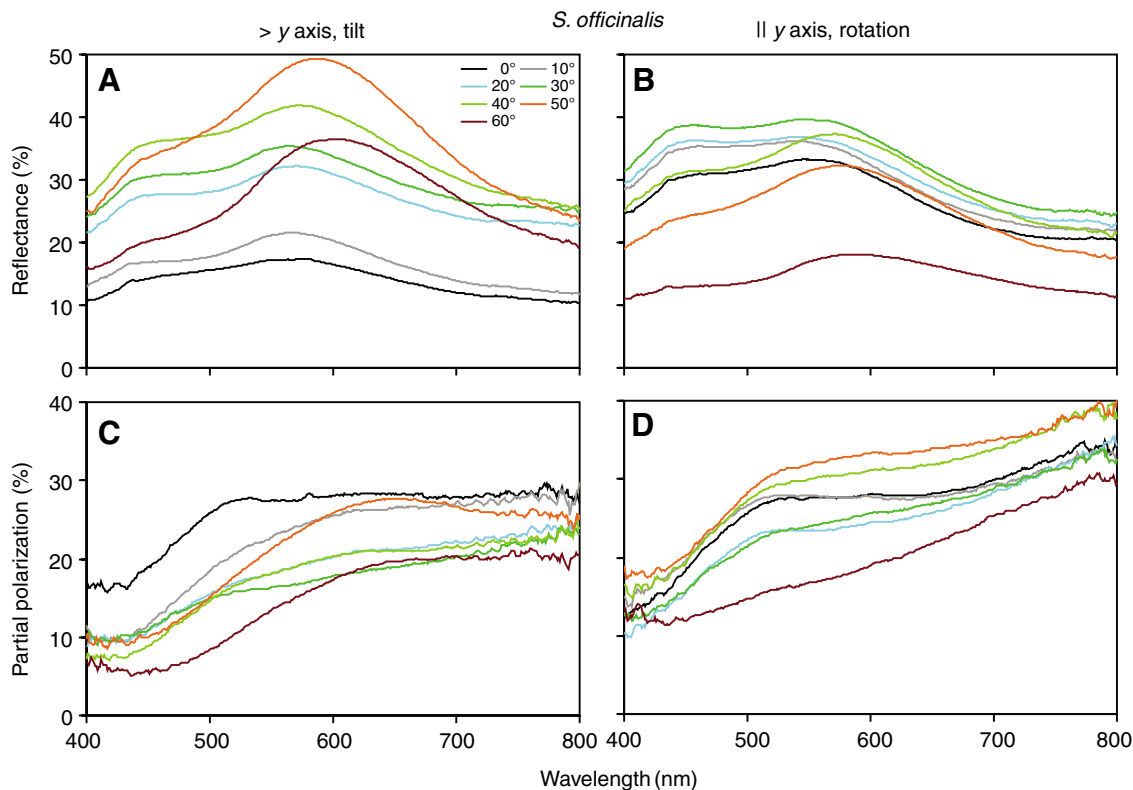 S. officinalis
> y axis, tilt
|| y axis, rotation
A
B
0° 10°
20° 30°
40° 50°
60°
50
40
30
20
10
0
Reflectance (%)
C
D
40
30
20
10
0
Partial polarization (%)
400 500 600 700 800
400 500 600 700 800
Wavelength (nm)